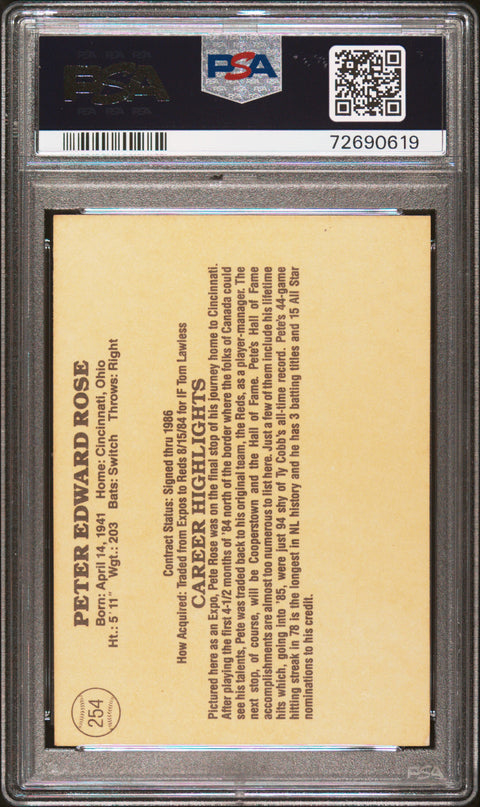 PSA
PSA
72690619
254
PETER EDWARD ROSE
Born: April 14, 1941 Home: Cincinnati, Ohio
Ht.: 5' 11" Wgt.: 203 Bats: Switch Throws: Right
Contract Status: Signed thru 1986
How Acquired: Traded from Expos to Reds 8/15/84 for IF Tom Lawless
CAREER HIGHLIGHTS
Pictured here as an Expo, Pete Rose was on the final stop of his journey home to Cincinnati.
After playing the first 4-1/2 months of '84 north of the border where the folks of Canada could
see his talents, Pete was traded back to his original team, the Reds, as a player-manager. The
next stop, of course, will be Cooperstown and the Hall of Fame. Pete's Hall of Fame
accomplishments are almost too numerous to list here. Just a few of them include his lifetime
hits which, going into '85, were just 94 shy of Ty Cobb's all-time record. Pete's 44-game
hitting streak in 78 is the longest in NL history and he has 3 batting titles and 15 All Star
nominations to his credit.
PSA